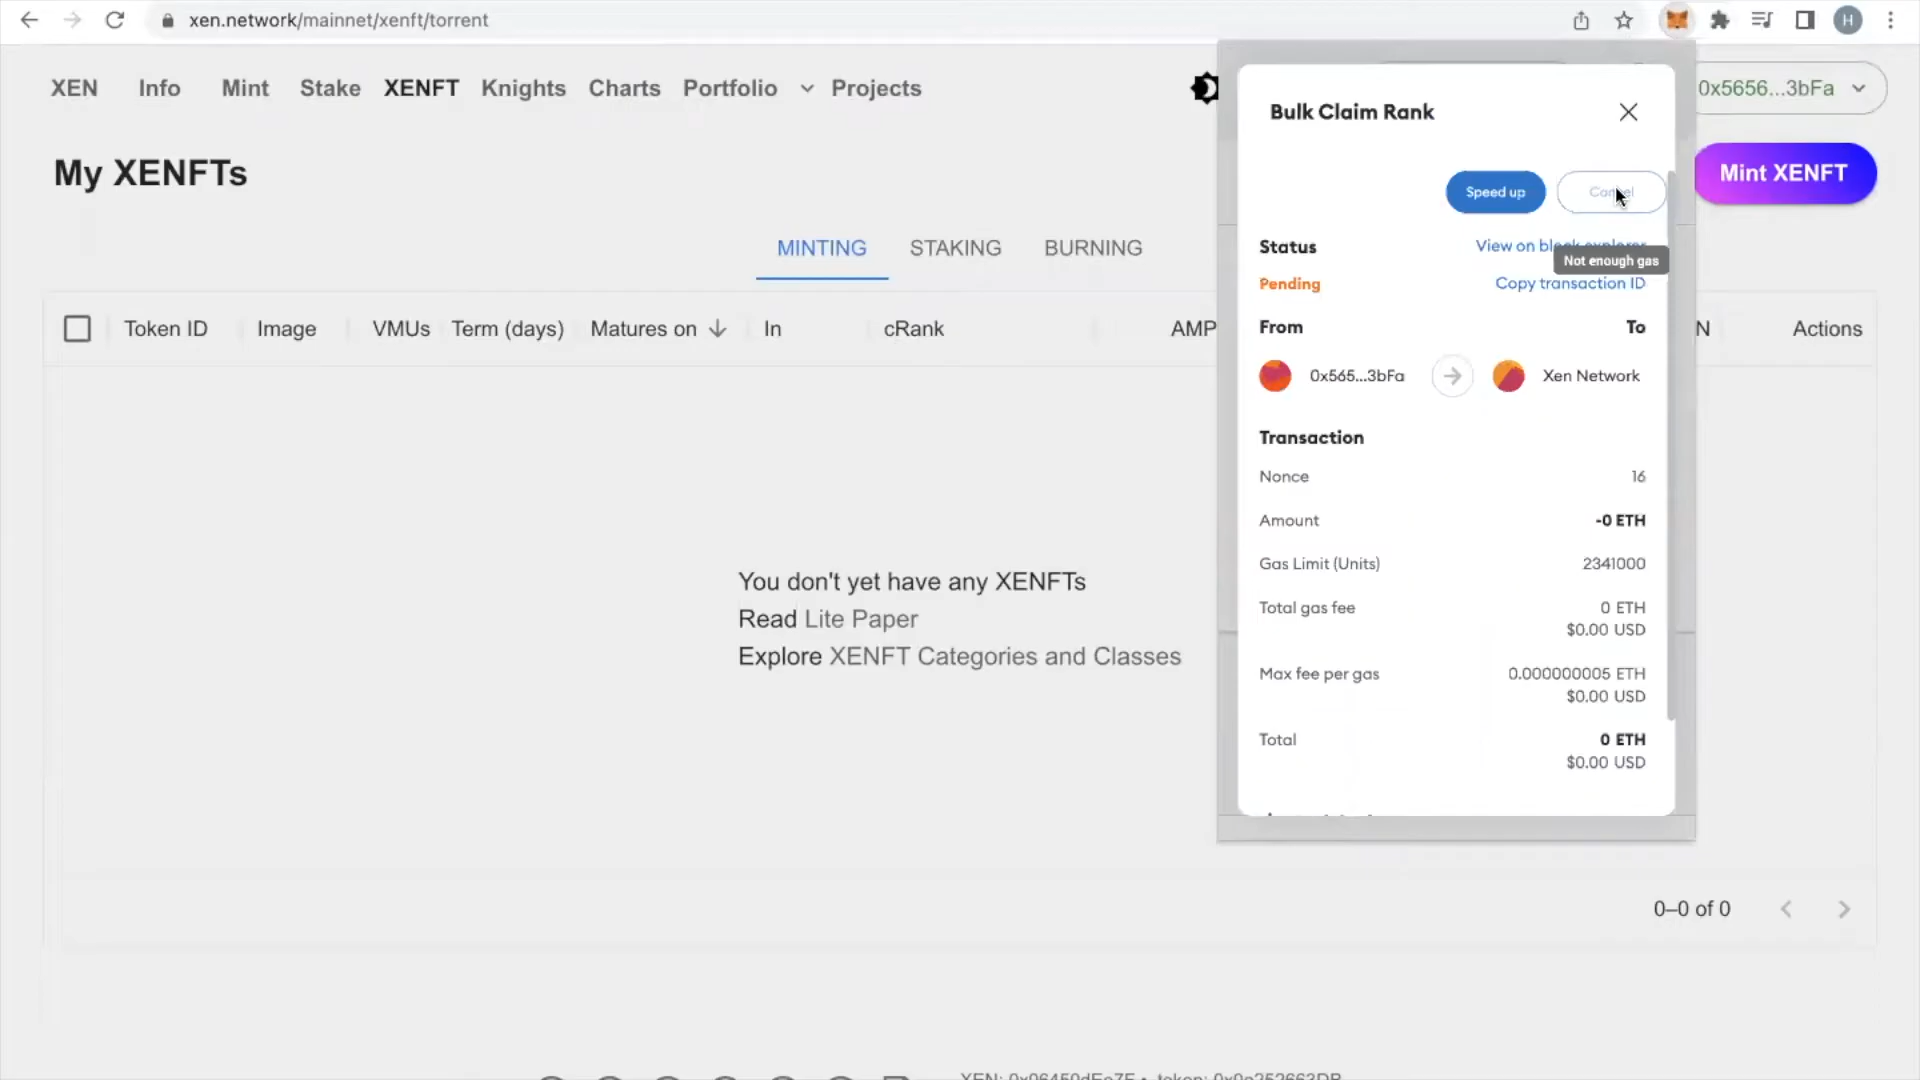 xen.network/mainnet/xenft/torrent
H
XEN Info Mint Stake XENFT Knights Charts Portfolio Projects
0x5656...3bFa
My XENFTs
Mint XENFT
MINTING STAKING BURNING
Token ID Image VMUs Term (days) Matures on In cRank AMP N Actions
You don't yet have any XENFTs
Read Lite Paper
Explore XENFT Categories and Classes
0–0 of 0
Bulk Claim Rank
Speed up Cancel
Status View on block explorer
Not enough gas
Pending Copy transaction ID
From To
0x565...3bFa Xen Network
Transaction
Nonce 16
Amount -0 ETH
Gas Limit (Units) 2341000
Total gas fee 0 ETH
$0.00 USD
Max fee per gas 0.000000005 ETH
$0.00 USD
Total 0 ETH
$0.00 USD